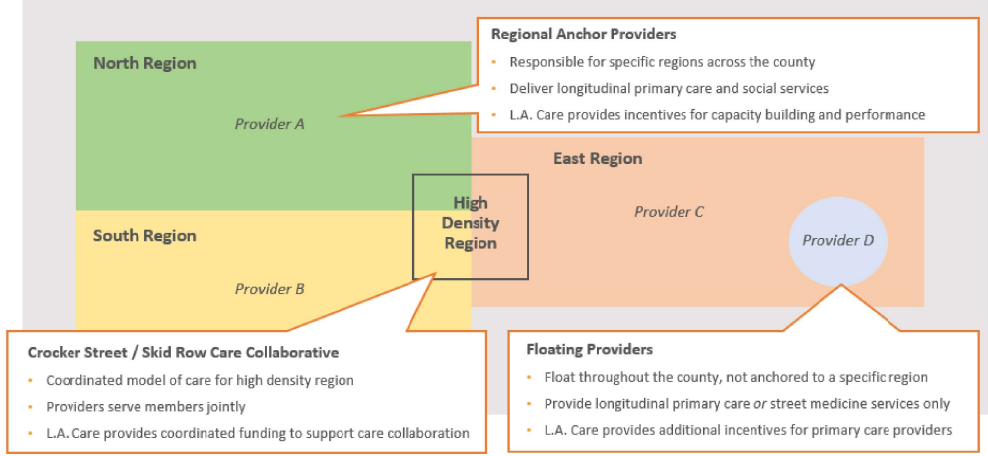 Regional Anchor Providers
• Responsible for specific regions across the county
• Deliver longitudinal primary care and social services
• L.A. Care provides incentives for capacity building and performance
North Region
Provider A
East Region
Provider C
Provider D
High
Density
Region
South Region
Provider B
Crocker Street / Skid Row Care Collaborative
• Coordinated model of care for high density region
• Providers serve members jointly
• L.A. Care provides coordinated funding to support care collaboration
Floating Providers
• Float throughout the county, not anchored to a specific region
• Provide longitudinal primary care or street medicine services only
• L.A. Care provides additional incentives for primary care providers